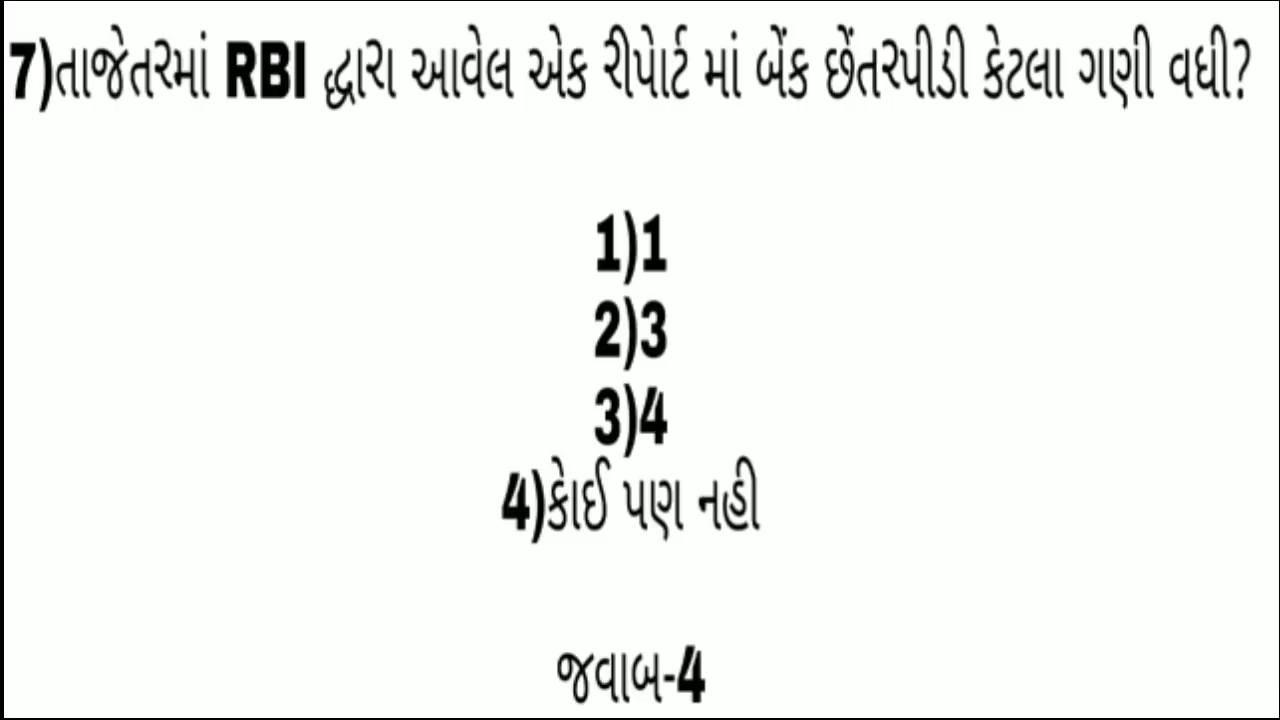 7)તાજેતરમાં RBI દ્વારા આવેલ એક રીપોર્ટ માં બેંક છેંતરપીડી કેટલા ગણી વધી?
1)1
2)3
3)4
4)કોઈ પણ નહી
જવાબ-4